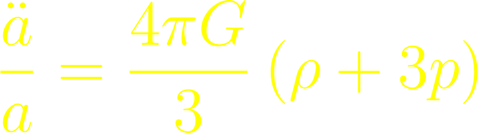 ä/a = 4πG/3 (ρ + 3p)